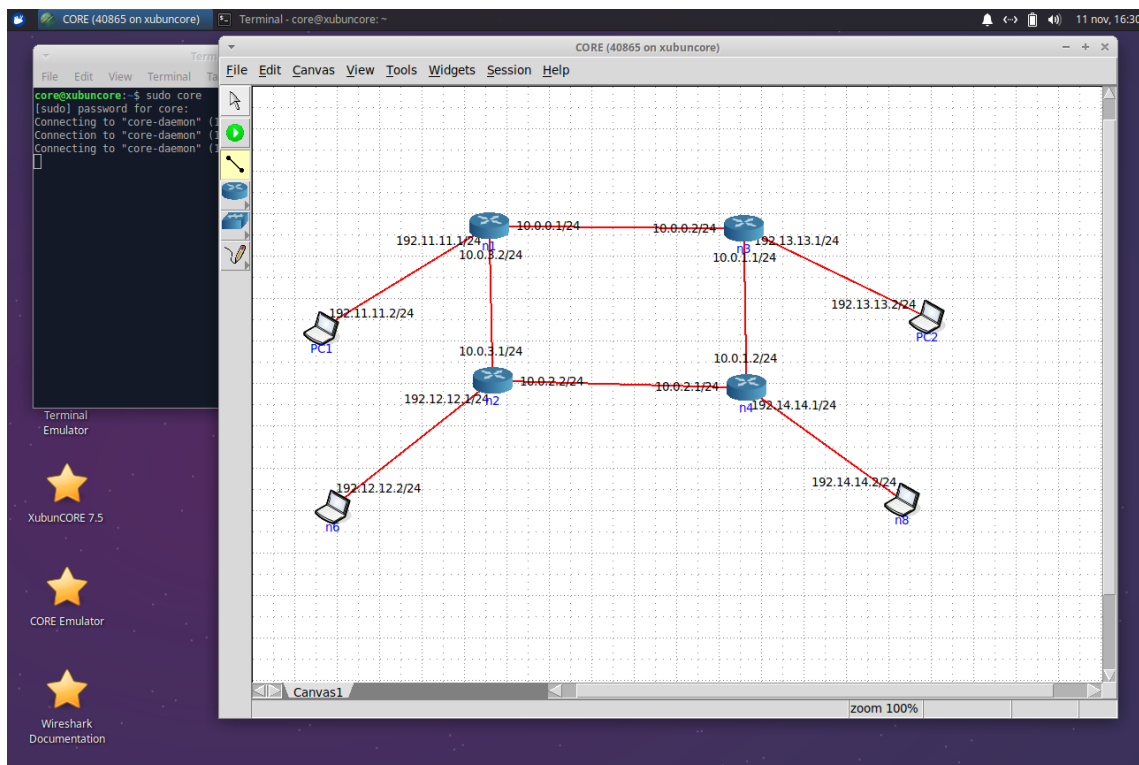 CORE (40865 on xubuncore)
Terminal - core@xubuncore: ~
11 nov, 16:30
Term
File Edit View Terminal Ta
core@xubuncore:~$ sudo core
[sudo] password for core:
Connecting to "core-daemon" (1
Connection to "core-daemon" (1
Connecting to "core-daemon" (1
CORE (40865 on xubuncore)
File Edit Canvas View Tools Widgets Session Help
10.0.0.1/24
10.0.0.2/24
192.11.11.1/24
n1
n3
192.13.13.1/24
10.0.3.2/24
10.0.1.1/24
192.11.11.2/24
192.13.13.2/24
PC1
PC2
10.0.3.1/24
10.0.1.2/24
10.0.2.2/24
10.0.2.1/24
192.12.12.1/24
n2
n4
192.14.14.1/24
192.12.12.2/24
192.14.14.2/24
n6
n8
Canvas1
zoom 100%
Terminal
Emulator
XubunCORE 7.5
CORE Emulator
Wireshark
Documentation